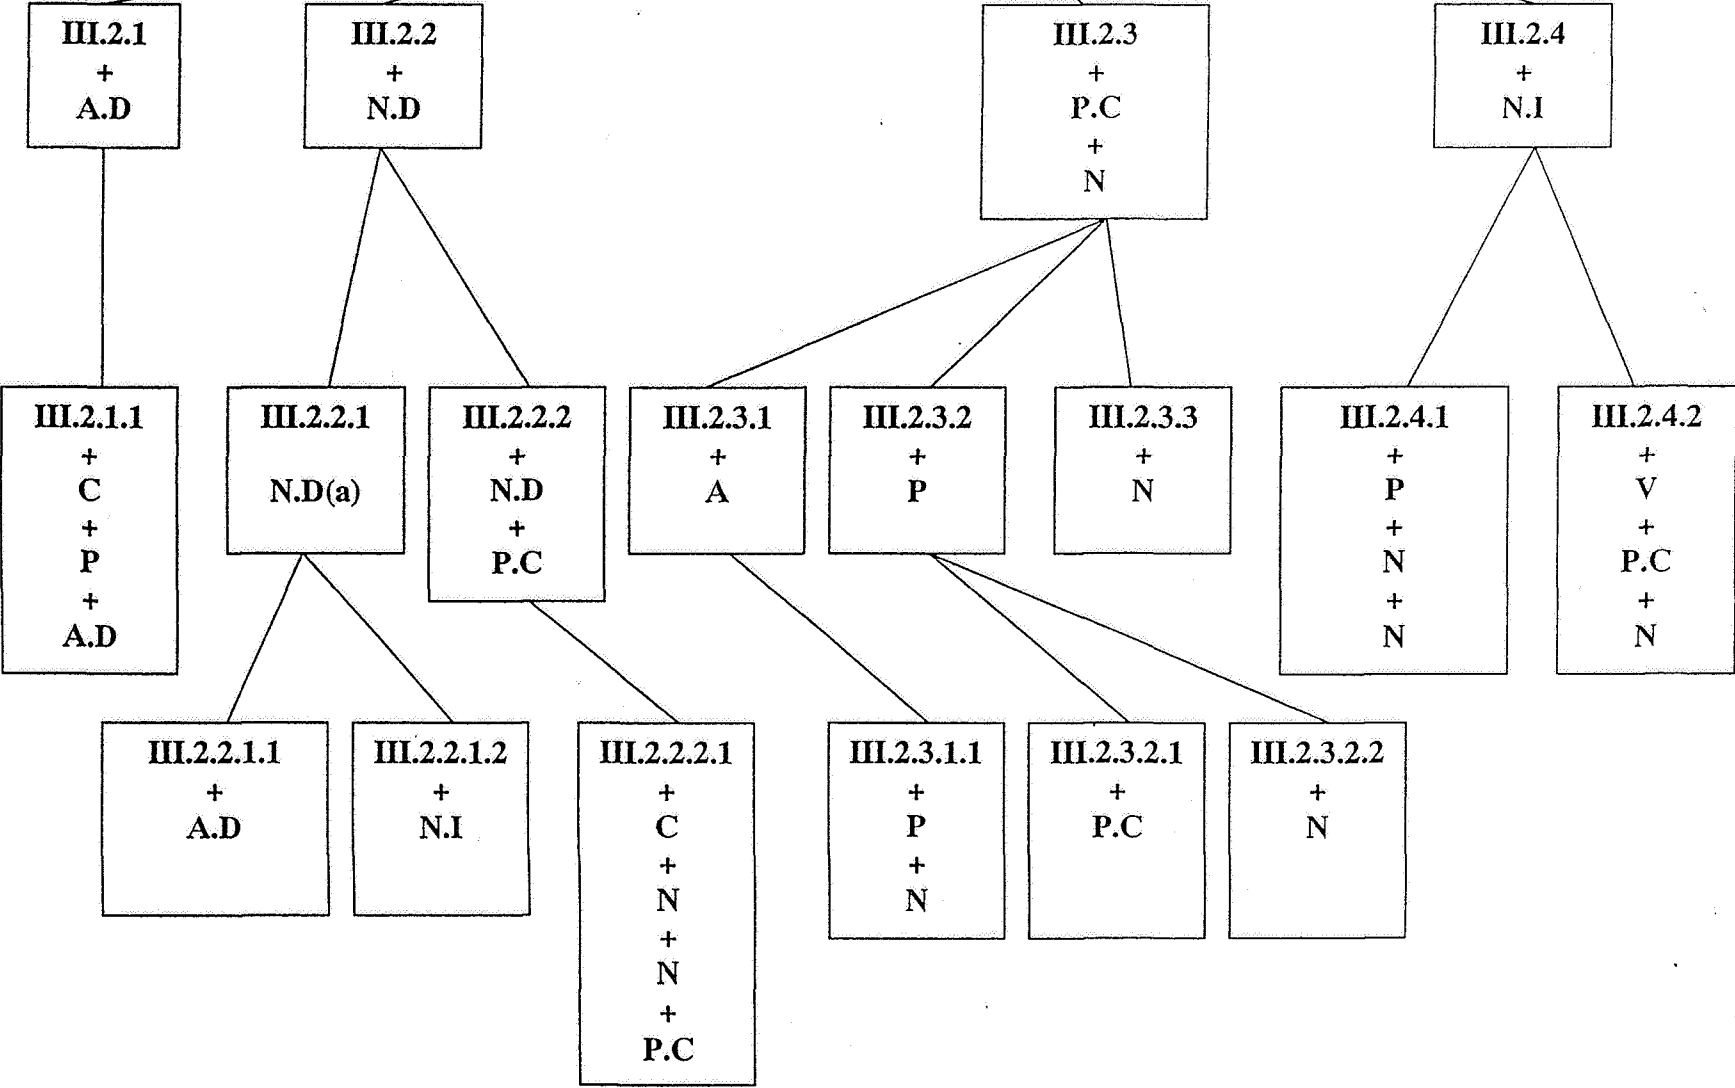 III.2.1
+
A.D
III.2.2
+
N.D
III.2.3
+
P.C
+
N
III.2.4
+
N.I
III.2.1.1
+
C
+
P
+
A.D
III.2.2.1
N.D(a)
III.2.2.2
+
N.D
+
P.C
III.2.3.1
+
A
III.2.3.2
+
P
III.2.3.3
+
N
III.2.4.1
+
P
+
N
+
N
III.2.4.2
+
V
+
P.C
+
N
III.2.2.1.1
+
A.D
III.2.2.1.2
+
N.I
III.2.2.2.1
+
C
+
N
+
N
+
P.C
III.2.3.1.1
+
P
+
N
III.2.3.2.1
+
P.C
III.2.3.2.2
+
N